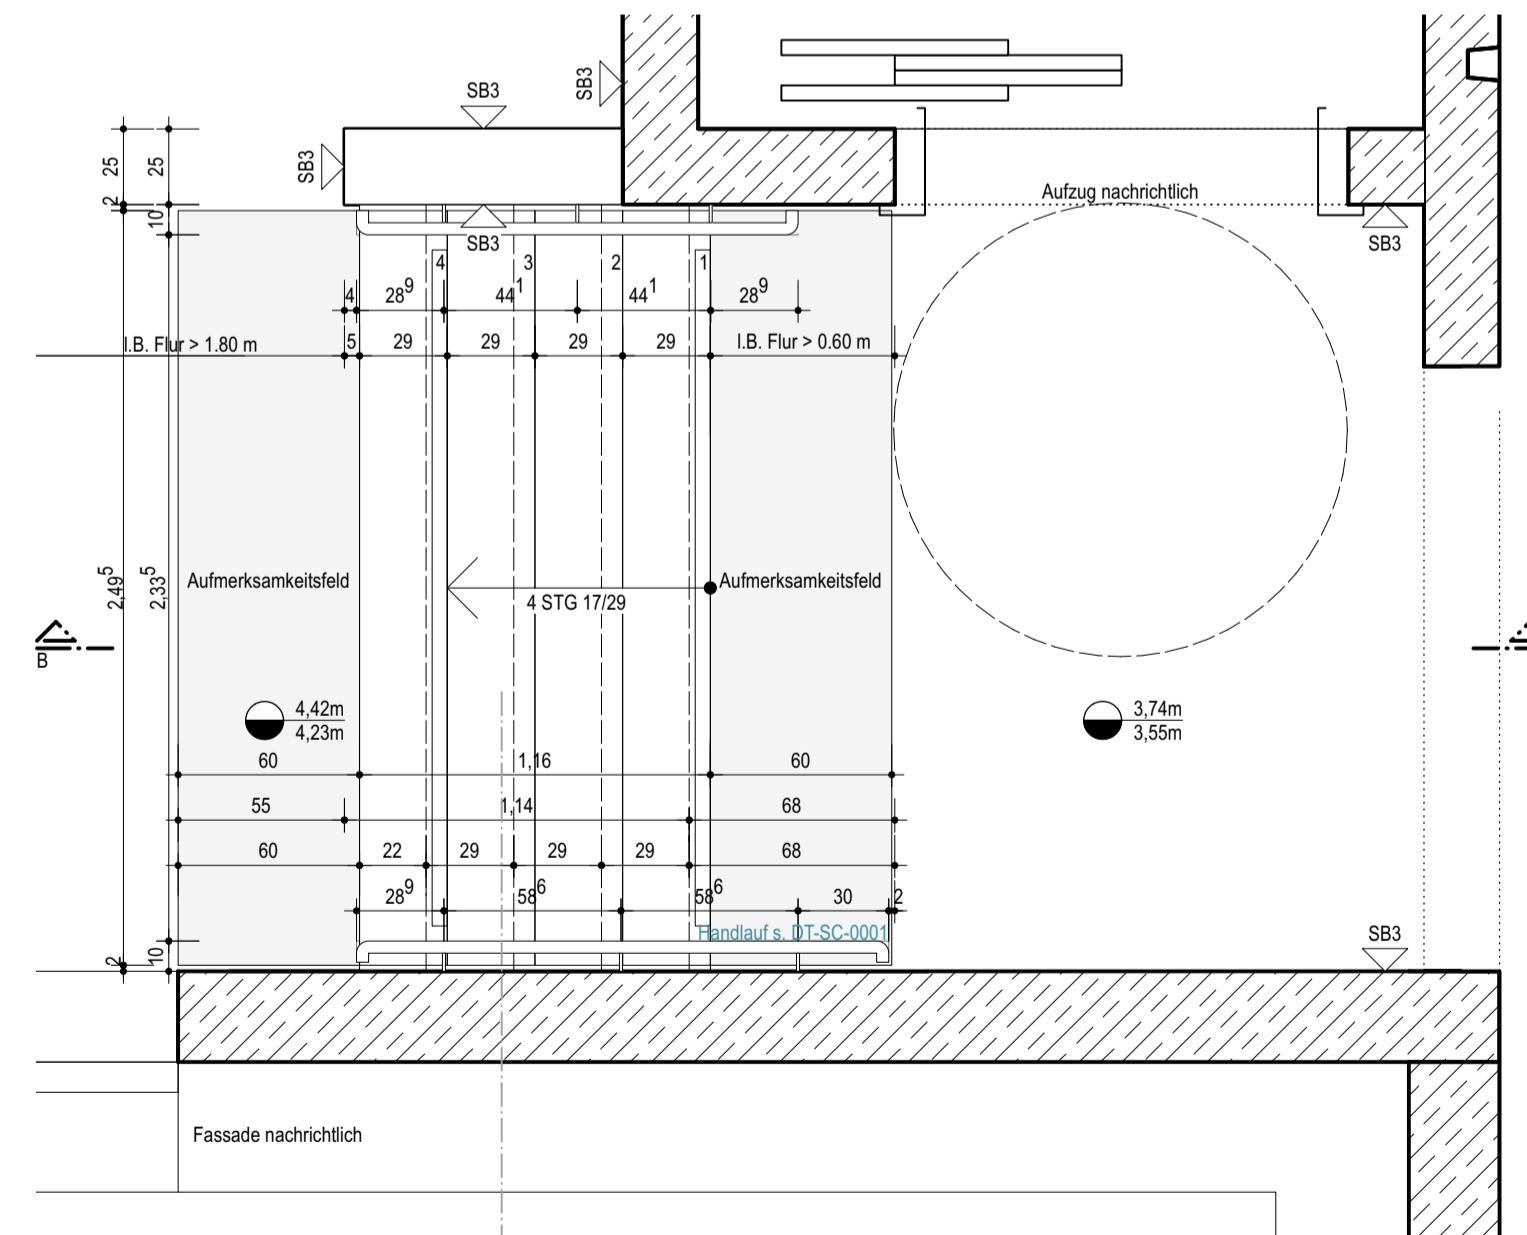 SB3
SB3
SB3
Aufzug nachrichtlich
25
25
2
10
SB3
SB3
4
3
2
1
4
28⁹
44¹
44¹
28⁹
I.B. Flur > 1.80 m
5
29
29
29
29
I.B. Flur > 0.60 m
2,49⁵
2,33⁵
Aufmerksamkeitsfeld
Aufmerksamkeitsfeld
4 STG 17/29
B
4,42m
4,23m
3,74m
3,55m
60
1,16
60
55
1,14
68
60
22
29
29
29
68
28⁹
58⁶
58⁶
30
2
Handlauf s. DT-SC-0001
SB3
2
10
Fassade nachrichtlich